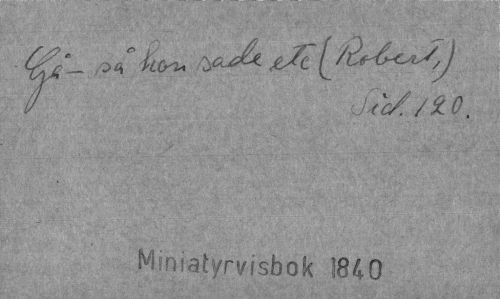 Gå – så hon sade etc (Robert,)
Sid. 120.
Miniatyrvisbok 1840